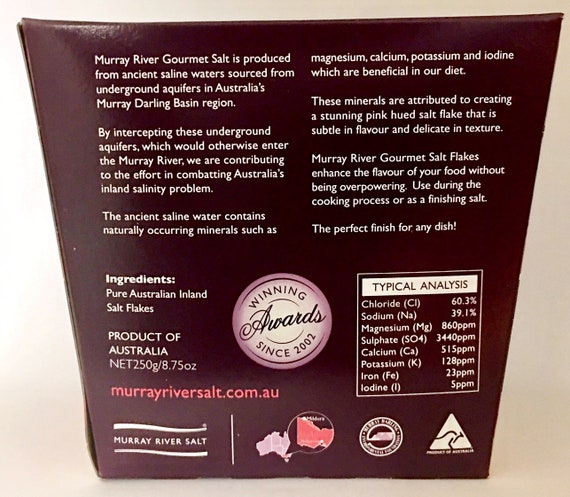 Murray River Gourmet Salt is produced
from ancient saline waters sourced from
underground aquifers in Australia's
Murray Darling Basin region.
By intercepting these underground
aquifers, which would otherwise enter
the Murray River, we are contributing
to the effort in combatting Australia's
inland salinity problem.
The ancient saline water contains
naturally occurring minerals such as
magnesium, calcium, potassium and iodine
which are beneficial in our diet.
These minerals are attributed to creating
a stunning pink hued salt flake that is
subtle in flavour and delicate in texture.
Murray River Gourmet Salt Flakes
enhance the flavour of your food without
being overpowering. Use during the
cooking process or as a finishing salt.
The perfect finish for any dish!
Ingredients:
Pure Australian Inland
Salt Flakes
PRODUCT OF
AUSTRALIA
NET250g/8.75oz
murrayriversalt.com.au
WINNING
Awards
SINCE 2002
TYPICAL ANALYSIS
Chloride (Cl) 60.3%
Sodium (Na) 39.1%
Magnesium (Mg) 860ppm
Sulphate (SO4) 3440ppm
Calcium (Ca) 515ppm
Potassium (K) 128ppm
Iron (Fe) 23ppm
Iodine (I) 5ppm
MURRAY RIVER SALT
®
Mildura
MURRAY DARLING
PRODUCT OF AUSTRALIA